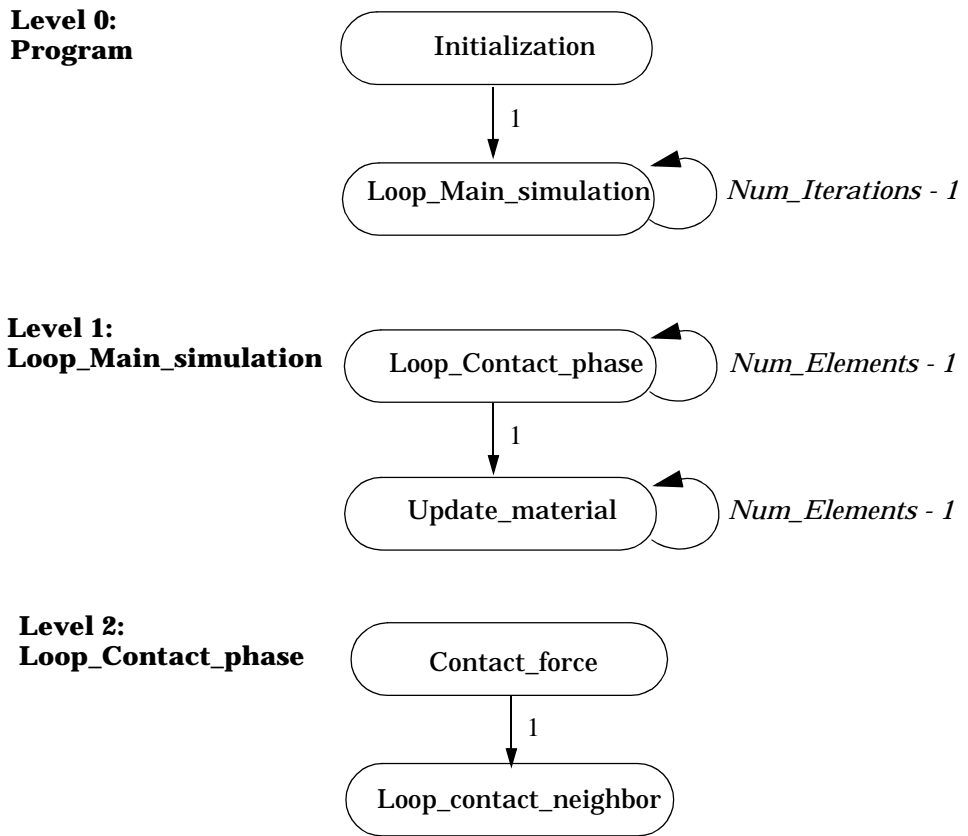 Level 0:
Program
Initialization
1
Loop_Main_simulation
Num_Iterations - 1
Level 1:
Loop_Main_simulation
Loop_Contact_phase
Num_Elements - 1
1
Update_material
Num_Elements - 1
Level 2:
Loop_Contact_phase
Contact_force
1
Loop_contact_neighbor